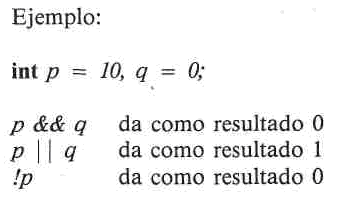 Ejemplo:
int p = 10, q = 0;
p && q da como resultado 0
p || q da como resultado 1
!p da como resultado 0